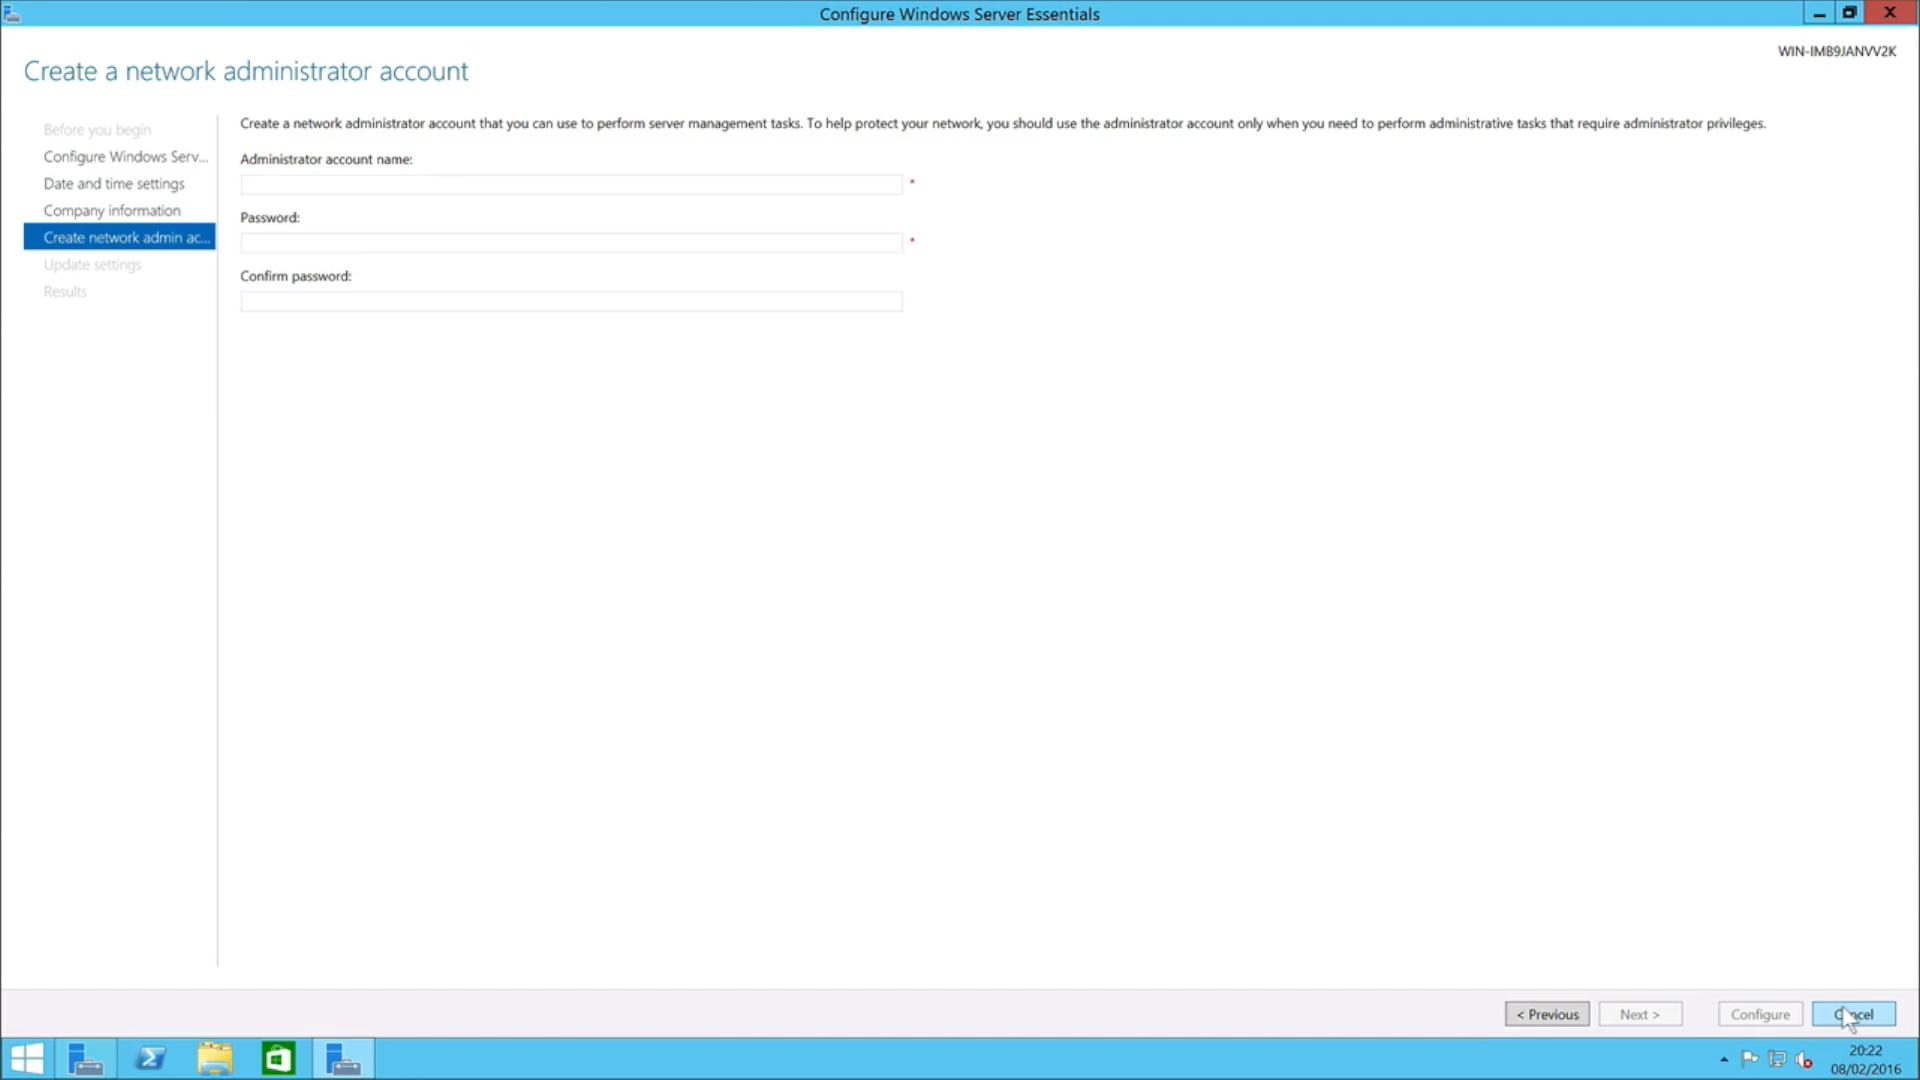 Configure Windows Server Essentials
WIN-IMB9JANVV2K
Create a network administrator account
Before you begin
Configure Windows Serv...
Date and time settings
Company information
Create network admin ac...
Update settings
Results
Create a network administrator account that you can use to perform server management tasks. To help protect your network, you should use the administrator account only when you need to perform administrative tasks that require administrator privileges.
Administrator account name:
*
Password:
*
Confirm password:
< Previous
Next >
Configure
Cancel
20:22
08/02/2016